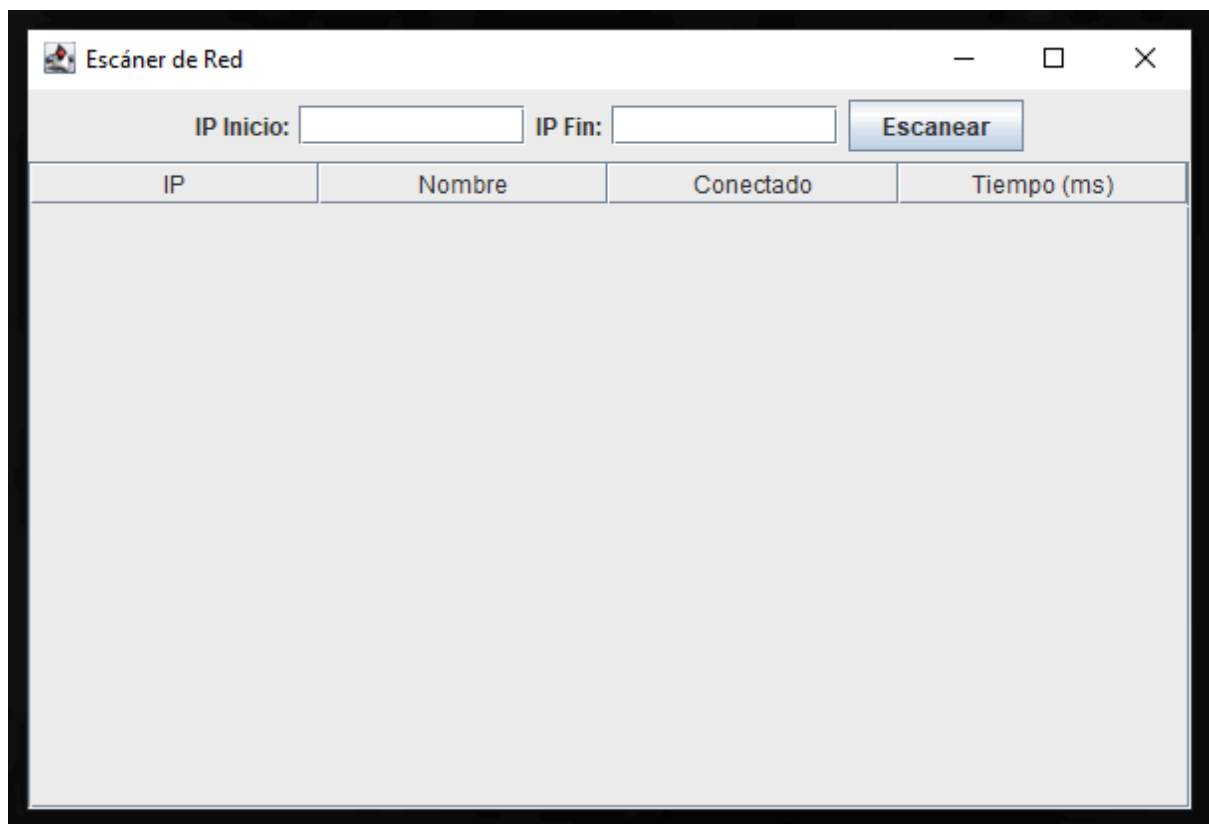 Escáner de Red
IP Inicio: IP Fin: Escanear
IP Nombre Conectado Tiempo (ms)